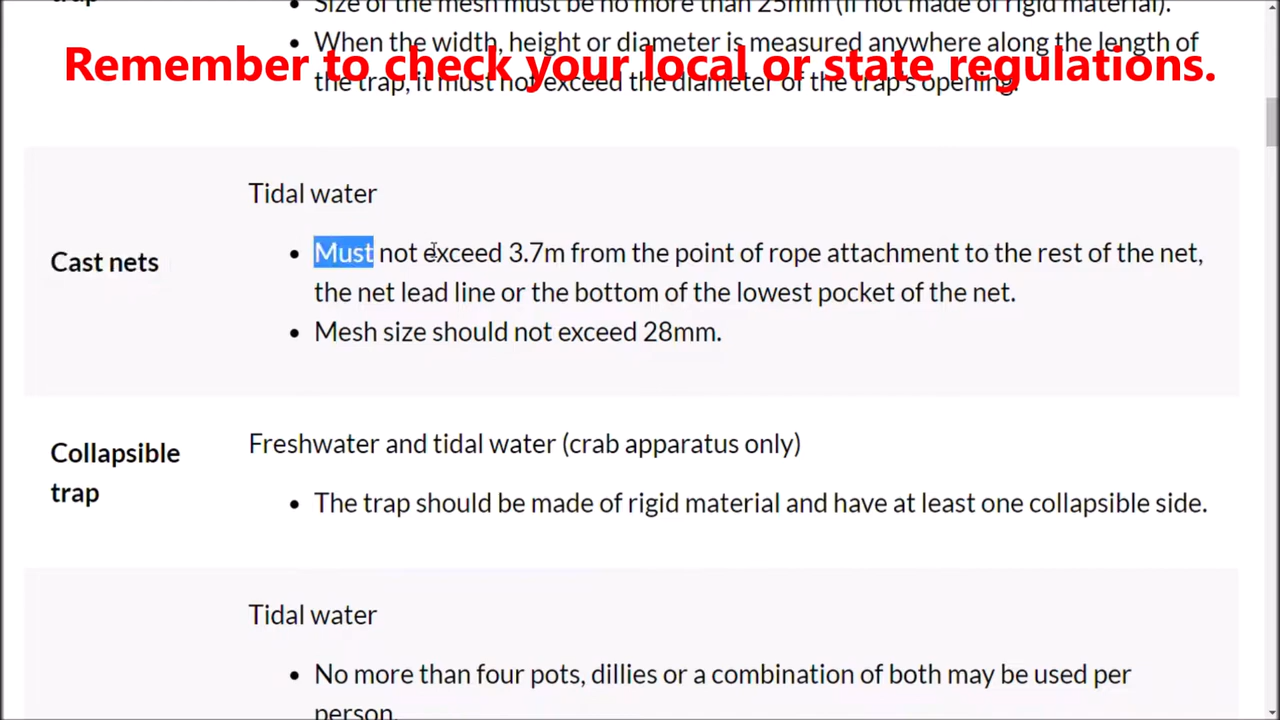 Size of the mesh must be no more than 25mm (if not made of rigid material).
When the width, height or diameter is measured anywhere along the length of
Remember to check your local or state regulations.
the trap, it must not exceed the diameter of the trap's opening.
Tidal water
Cast nets
• Must not exceed 3.7m from the point of rope attachment to the rest of the net,
the net lead line or the bottom of the lowest pocket of the net.
• Mesh size should not exceed 28mm.
Freshwater and tidal water (crab apparatus only)
Collapsible
trap
• The trap should be made of rigid material and have at least one collapsible side.
Tidal water
• No more than four pots, dillies or a combination of both may be used per
person.